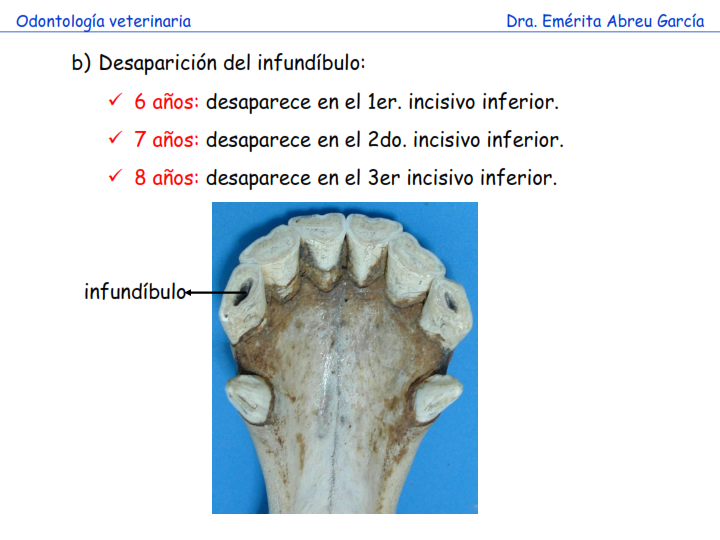 Odontología veterinaria Dra. Emérita Abreu García
b) Desaparición del infundíbulo:
✓ 6 años: desaparece en el 1er. incisivo inferior.
✓ 7 años: desaparece en el 2do. incisivo inferior.
✓ 8 años: desaparece en el 3er incisivo inferior.
infundíbulo